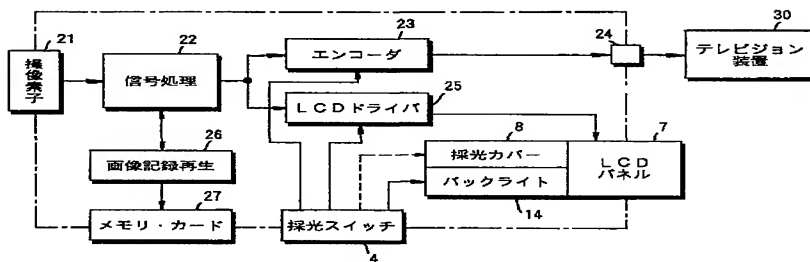 21
撮像
素子
22
信号処理
23
エンコーダ
24
30
テレビジョン
装置
LCDドライバ
25
26
画像記録再生
27
メモリ・カード
採光スイッチ
4
8
採光カバー
バックライト
14
7
LCD
パネル